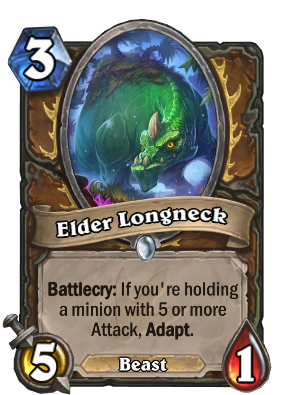 3
Elder Longneck
Battlecry: If you're holding
a minion with 5 or more
Attack, Adapt.
5
Beast
1